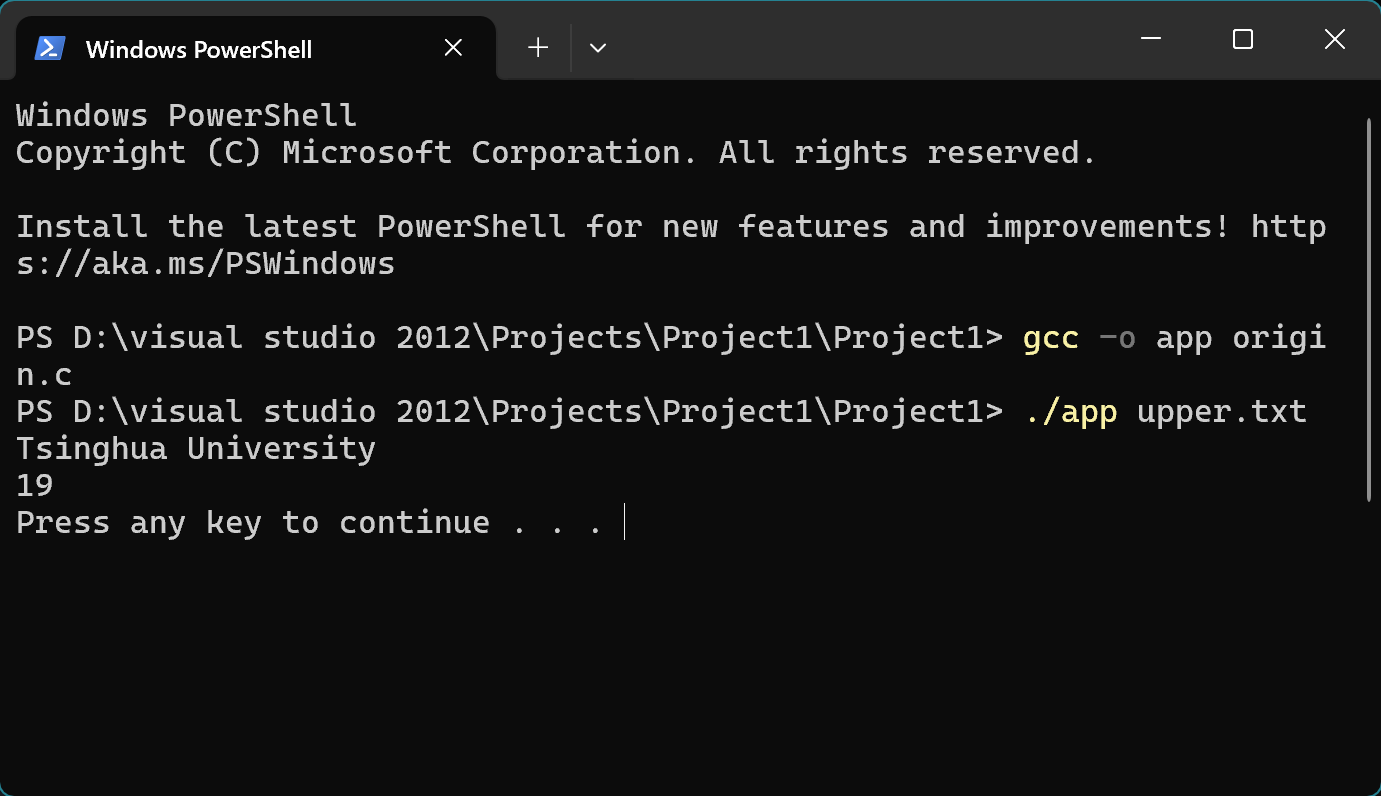 Windows PowerShell
Windows PowerShell
Copyright (C) Microsoft Corporation. All rights reserved.
Install the latest PowerShell for new features and improvements! http
s://aka.ms/PSWindows
PS D:\visual studio 2012\Projects\Project1\Project1> gcc -o app origi
n.c
PS D:\visual studio 2012\Projects\Project1\Project1> ./app upper.txt
Tsinghua University
19
Press any key to continue . . .